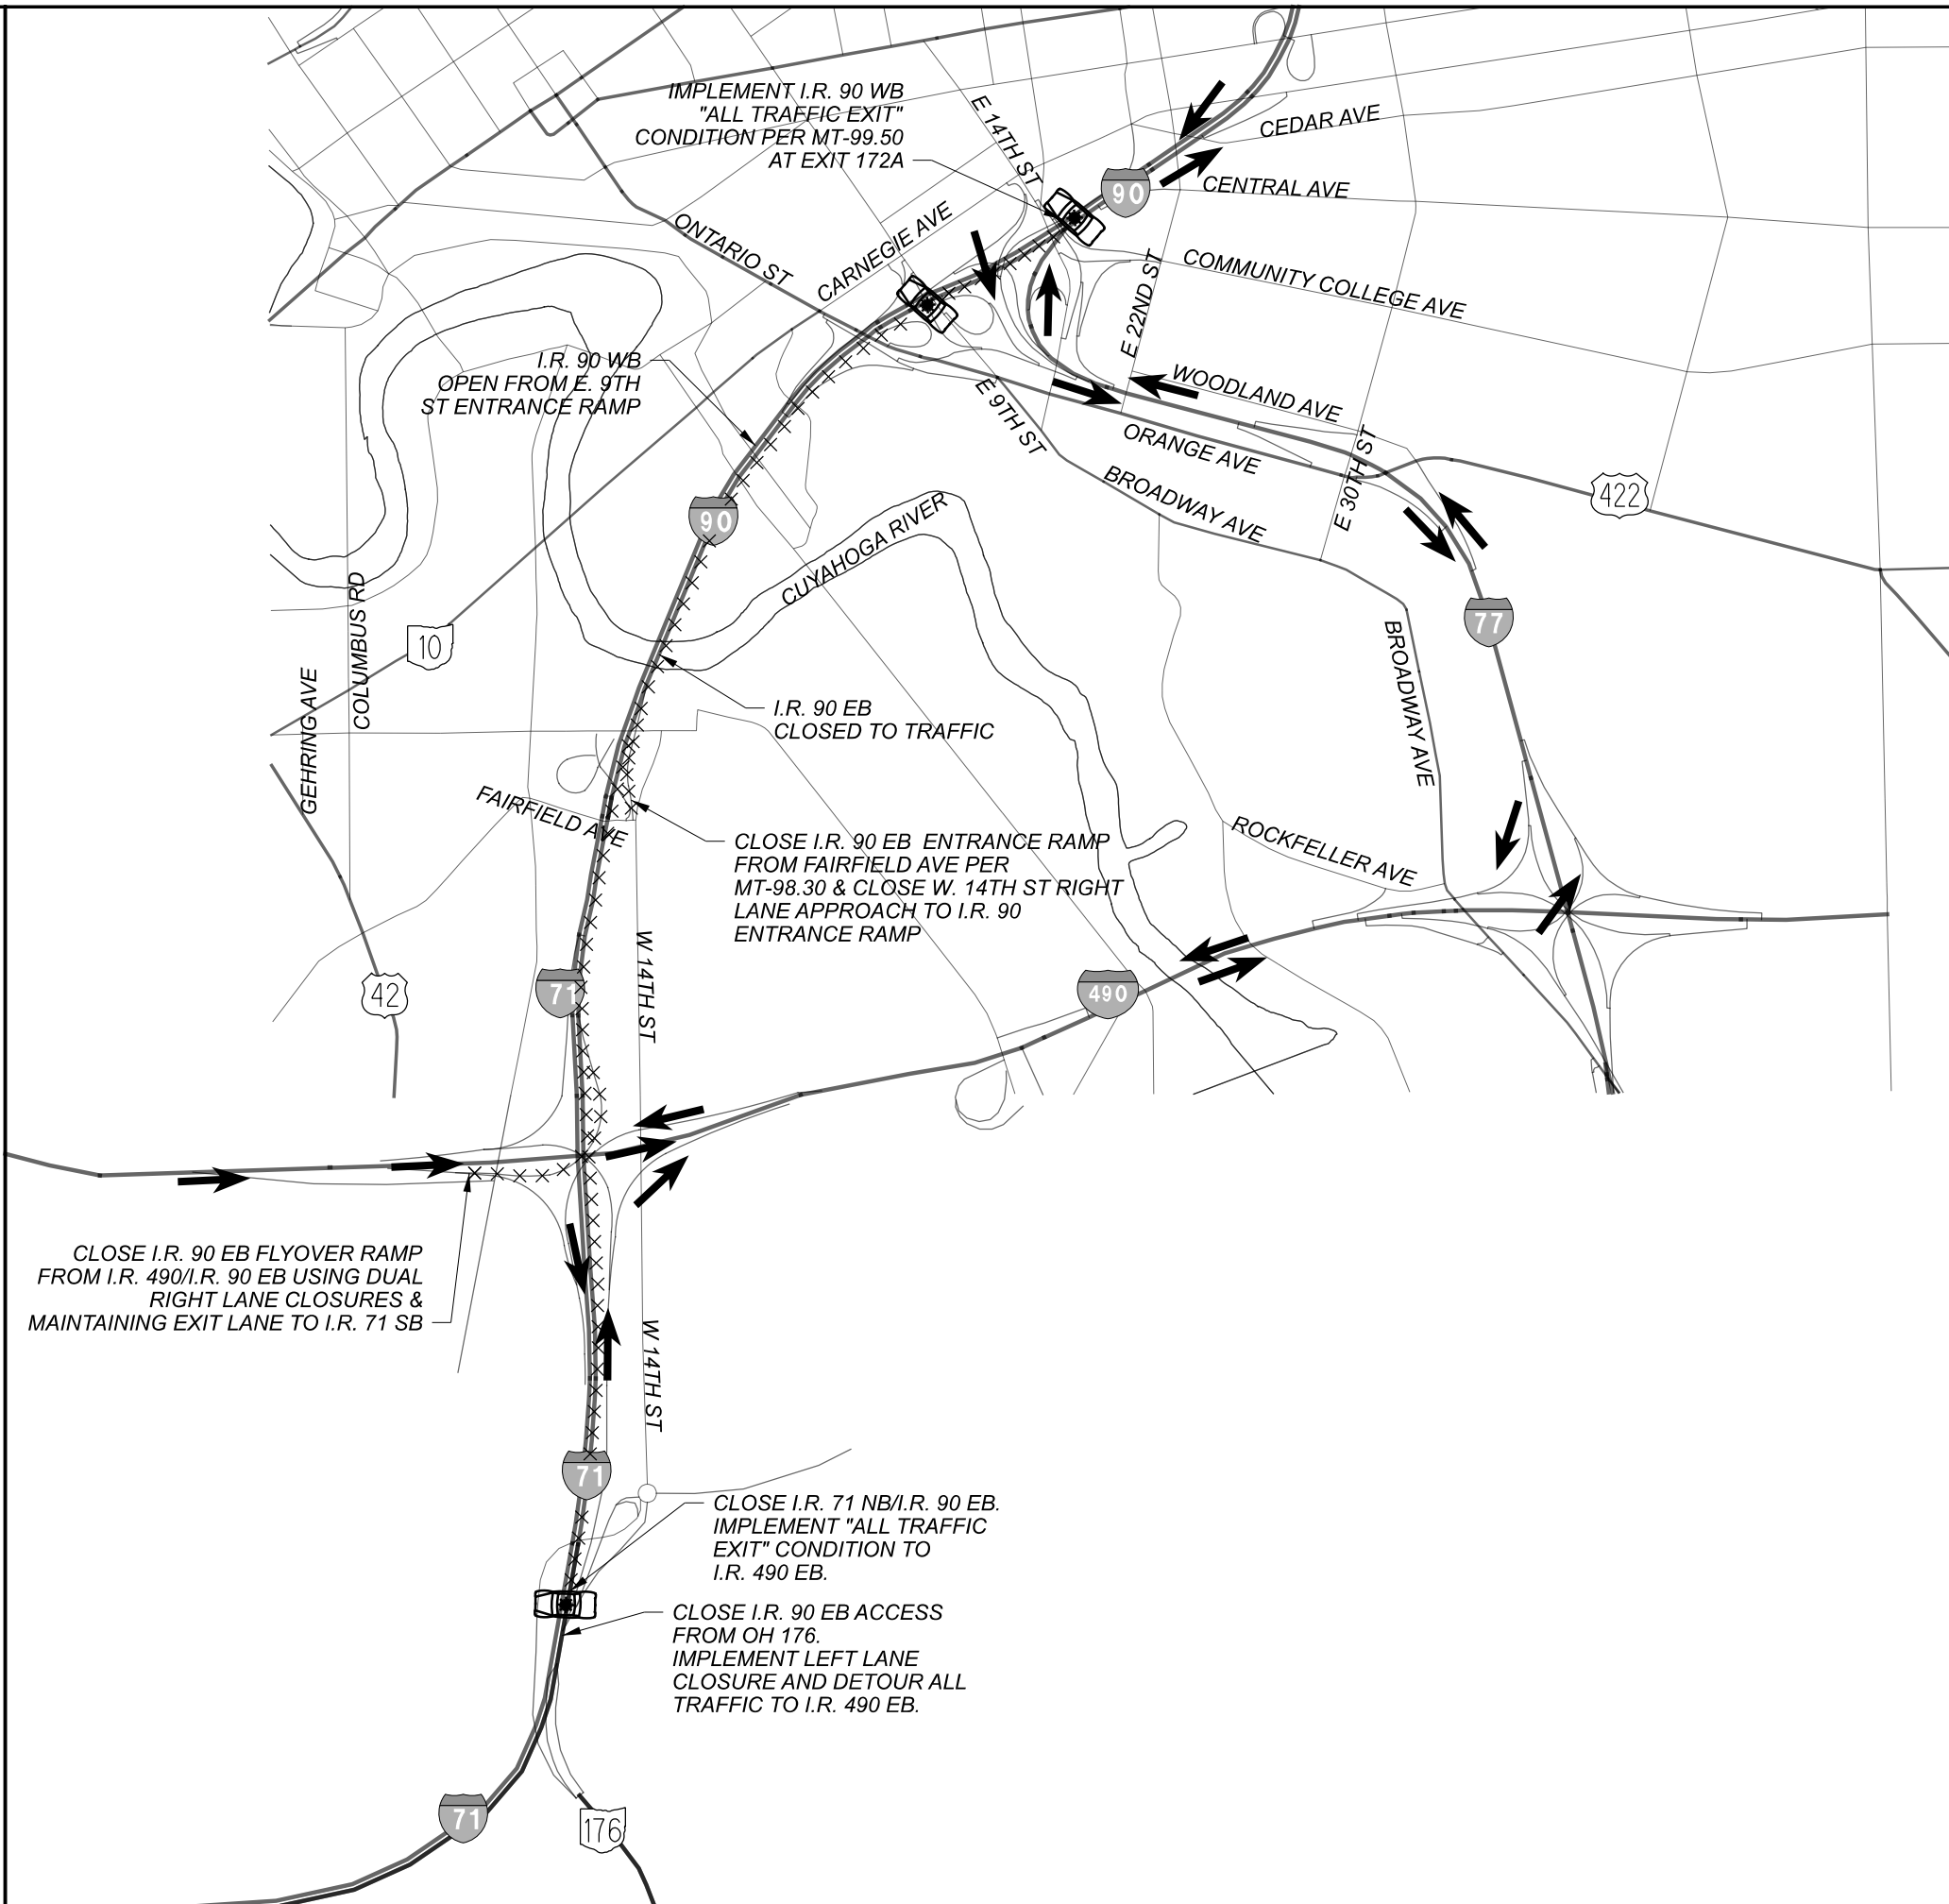 IMPLEMENT I.R. 90 WB
"ALL TRAFFIC EXIT"
CONDITION PER MT-99.50
AT EXIT 172A
E 14TH ST
CEDAR AVE
90
CENTRAL AVE
ONTARIO ST
CARNEGIE AVE
COMMUNITY COLLEGE AVE
E 22ND ST
I.R. 90 WB
OPEN FROM E. 9TH
ST ENTRANCE RAMP
E 9TH ST
WOODLAND AVE
ORANGE AVE
E 30TH ST
BROADWAY AVE
422
90
CUYAHOGA RIVER
COLUMBUS RD
10
77
GEHRING AVE
BROADWAY AVE
I.R. 90 EB
CLOSED TO TRAFFIC
FAIRFIELD AVE
CLOSE I.R. 90 EB ENTRANCE RAMP
FROM FAIRFIELD AVE PER
MT-98.30 & CLOSE W. 14TH ST RIGHT
LANE APPROACH TO I.R. 90
ENTRANCE RAMP
ROCKFELLER AVE
42
71
W 14TH ST
490
CLOSE I.R. 90 EB FLYOVER RAMP
FROM I.R. 490/I.R. 90 EB USING DUAL
RIGHT LANE CLOSURES &
MAINTAINING EXIT LANE TO I.R. 71 SB
W 14TH ST
71
CLOSE I.R. 71 NB/I.R. 90 EB.
IMPLEMENT "ALL TRAFFIC
EXIT" CONDITION TO
I.R. 490 EB.
CLOSE I.R. 90 EB ACCESS
FROM OH 176.
IMPLEMENT LEFT LANE
CLOSURE AND DETOUR ALL
TRAFFIC TO I.R. 490 EB.
71
176